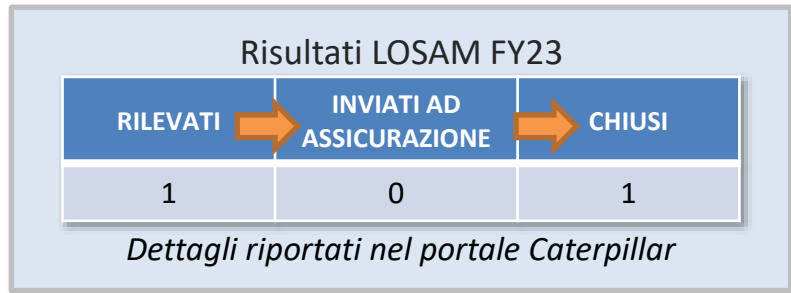 Risultati LOSAM FY23
RILEVATI INVIATI AD ASSICURAZIONE CHIUSI
1 0 1
Dettagli riportati nel portale Caterpillar